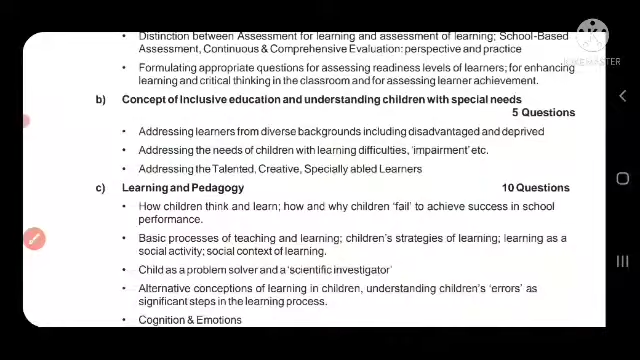 Distinction between Assessment for learning and assessment of learning; School-Based
Assessment, Continuous & Comprehensive Evaluation: perspective and practice
• Formulating appropriate questions for assessing readiness levels of learners; for enhancing
learning and critical thinking in the classroom and for assessing learner achievement.
b) Concept of Inclusive education and understanding children with special needs
5 Questions
• Addressing learners from diverse backgrounds including disadvantaged and deprived
• Addressing the needs of children with learning difficulties, 'impairment' etc.
• Addressing the Talented, Creative, Specially abled Learners
c) Learning and Pedagogy 10 Questions
• How children think and learn; how and why children 'fail' to achieve success in school
performance.
• Basic processes of teaching and learning; children's strategies of learning; learning as a
social activity; social context of learning.
• Child as a problem solver and a 'scientific investigator'
• Alternative conceptions of learning in children, understanding children's 'errors' as
significant steps in the learning process.
• Cognition & Emotions
KINEMASTER